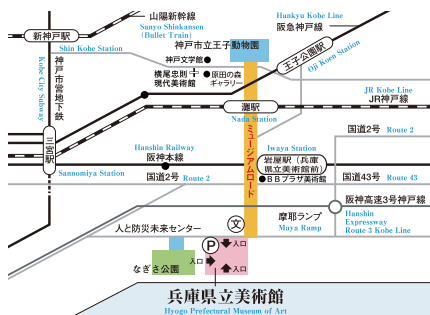 山陽新幹線
Sanyo Shinkansen
(Bullet Train)
Hankyu Kobe Line
阪急神戸線
新神戸駅
Shin Kobe Station
神戸市立王子動物園
王子公園駅
Oji Koen Station
神戸文学館
横尾忠則
現代美術館
原田の森
ギャラリー
神戸市営地下鉄
Kobe City Subway
JR Kobe Line
JR神戸線
灘駅
Nada Station
ミュージアムロード
国道2号 Route 2
三宮駅
Sannomiya Station
Hanshin Railway
阪神本線
Iwaya Station
岩屋駅（兵庫
県立美術館前）
BBプラザ美術館
国道2号 Route 2
国道43号 Route 43
阪神高速3号神戸線
Hanshin
Expressway
Route 3 Kobe Line
摩耶ランプ
Maya Ramp
人と防災未来センター
文
P
入口
入口
入口
なぎさ公園
兵庫県立美術館
Hyogo Prefectural Museum of Art